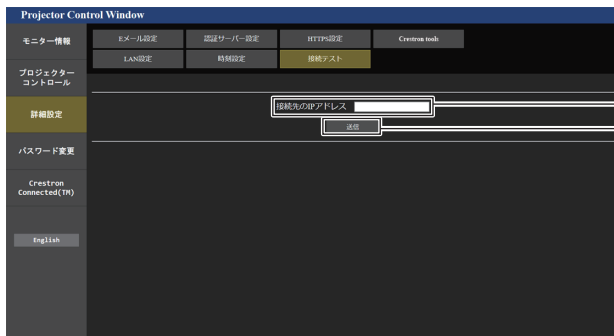 Projector Control Window
モニター情報
プロジェクター
コントロール
詳細設定
パスワード変更
Crestron
Connected(TM)
English
Eメール設定
認証サーバー設定
HTTPS設定
Crestron tools
LAN設定
時刻設定
接続テスト
接続先のIPアドレス
送信